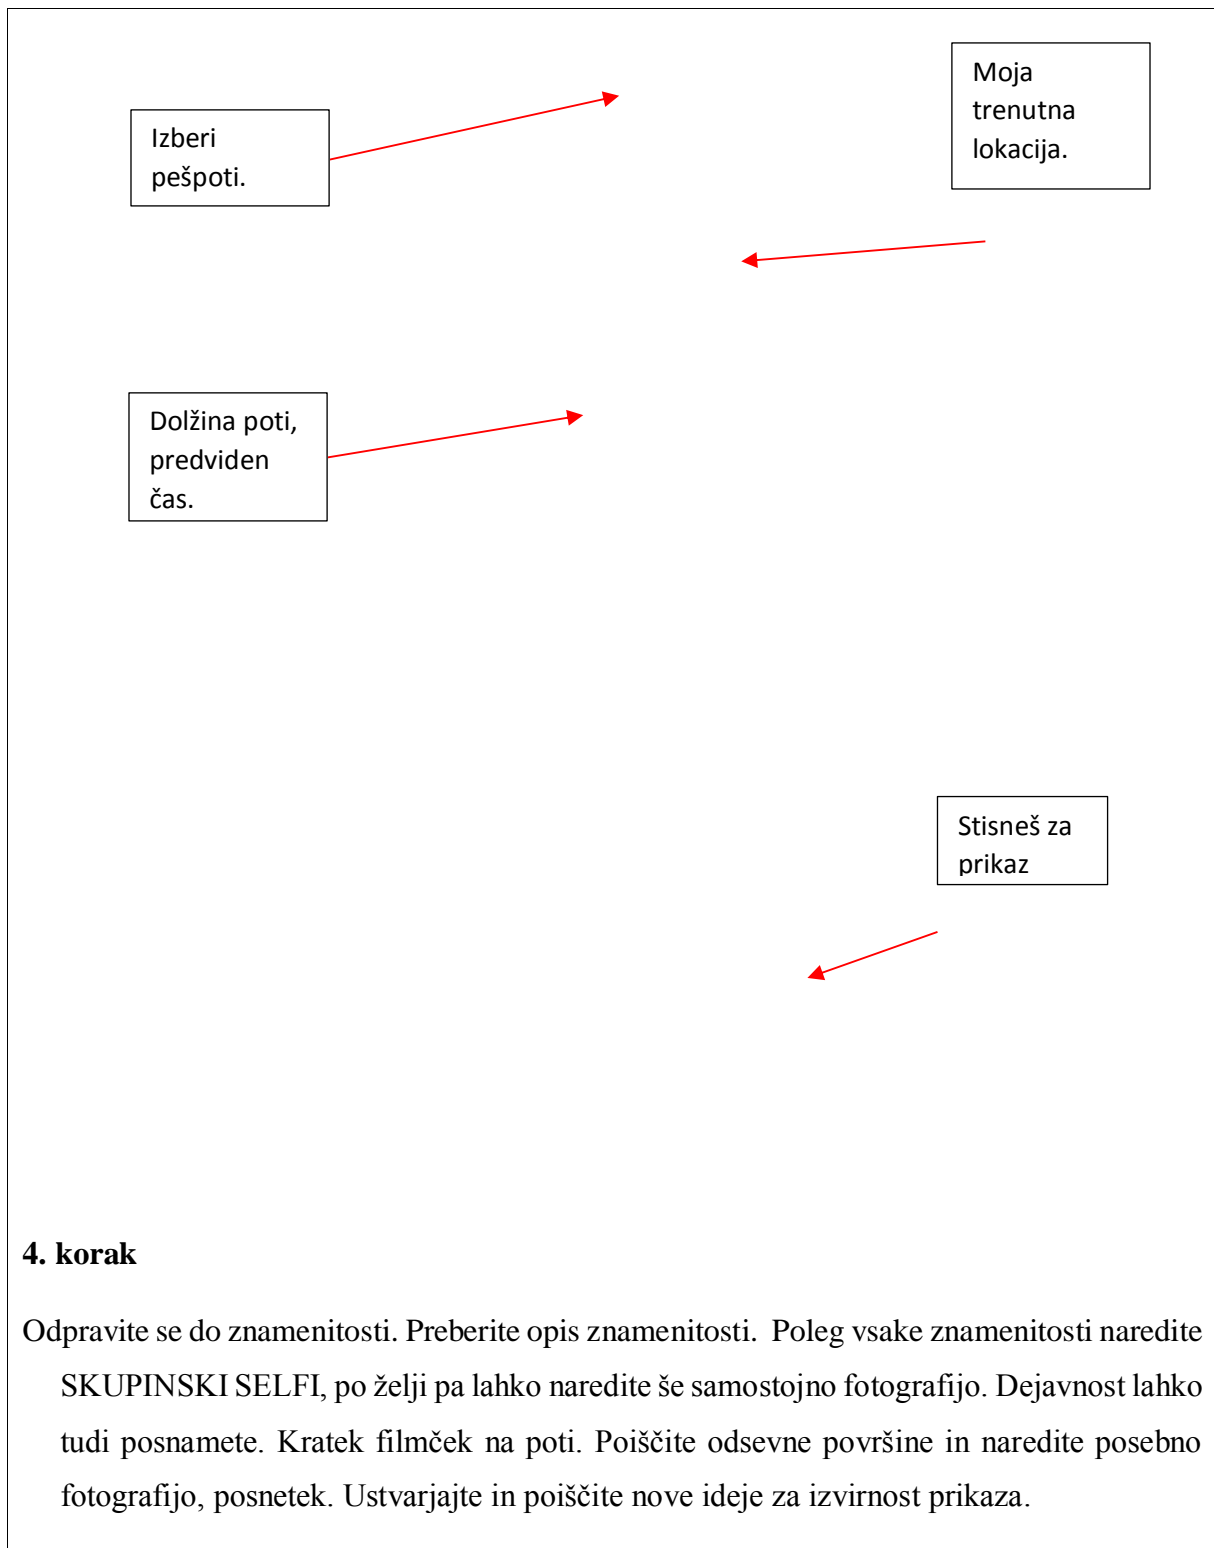 Moja
trenutna
lokacija.
Izberi
pešpoti.
Dolžina poti,
predviden
čas.
Stisneš za
prikaz
4. korak
Odpravite se do znamenitosti. Preberite opis znamenitosti.  Poleg vsake znamenitosti naredite
SKUPINSKI SELFI, po želji pa lahko naredite še samostojno fotografijo. Dejavnost lahko
tudi posnamete. Kratek filmček na poti. Poiščite odsevne površine in naredite posebno
fotografijo, posnetek. Ustvarjajte in poiščite nove ideje za izvirnost prikaza.